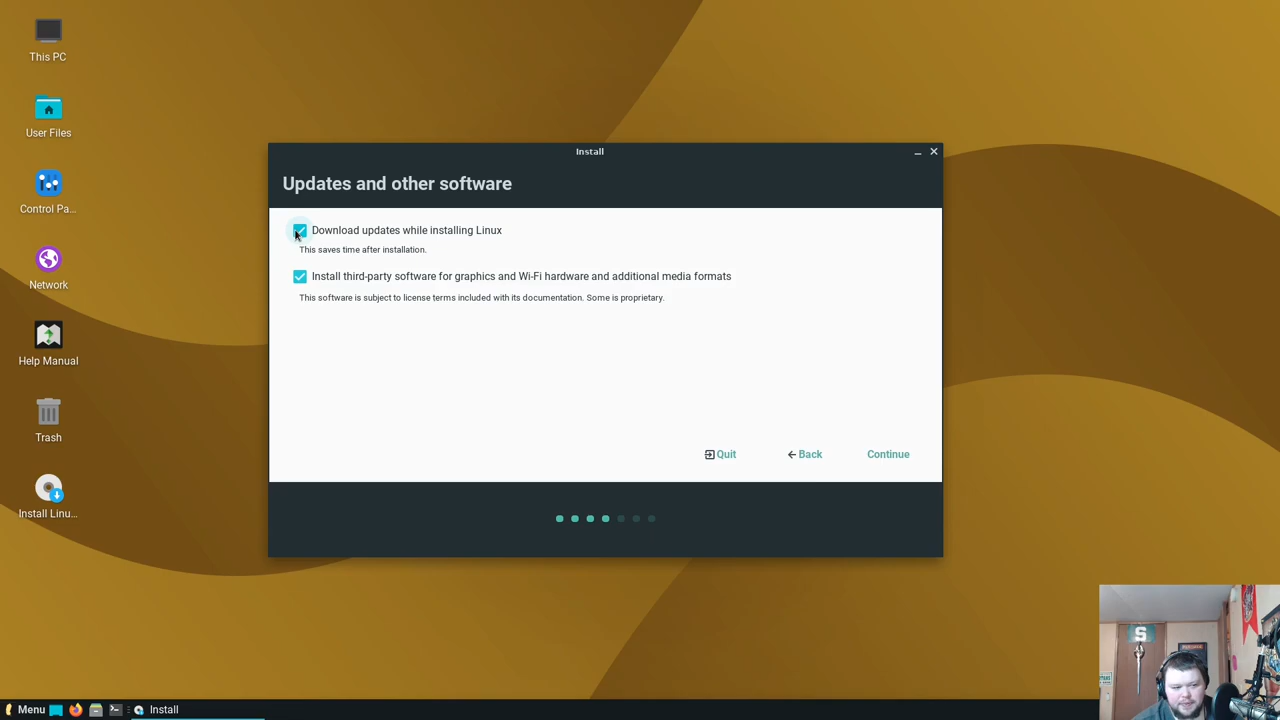 This PC
User Files
Control Pa...
Network
Help Manual
Trash
Install Linu...
Install
Updates and other software
Download updates while installing Linux
This saves time after installation.
Install third-party software for graphics and Wi-Fi hardware and additional media formats
This software is subject to license terms included with its documentation. Some is proprietary.
Quit
Back
Continue
S
Menu
Install